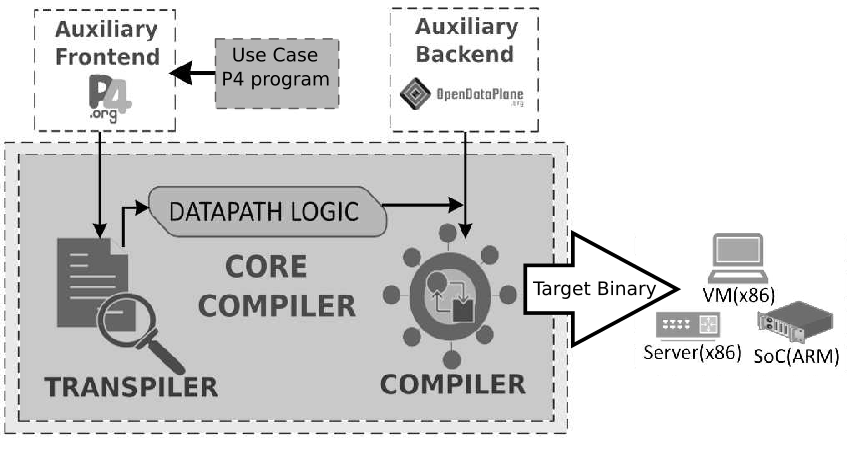 Auxiliary
Frontend
P4
.org
Use Case
P4 program
Auxiliary
Backend
OpenDataPlane
.org
DATAPATH LOGIC
CORE
COMPILER
TRANSPILER
COMPILER
Target Binary
VM(x86)
Server(x86)
SoC(ARM)